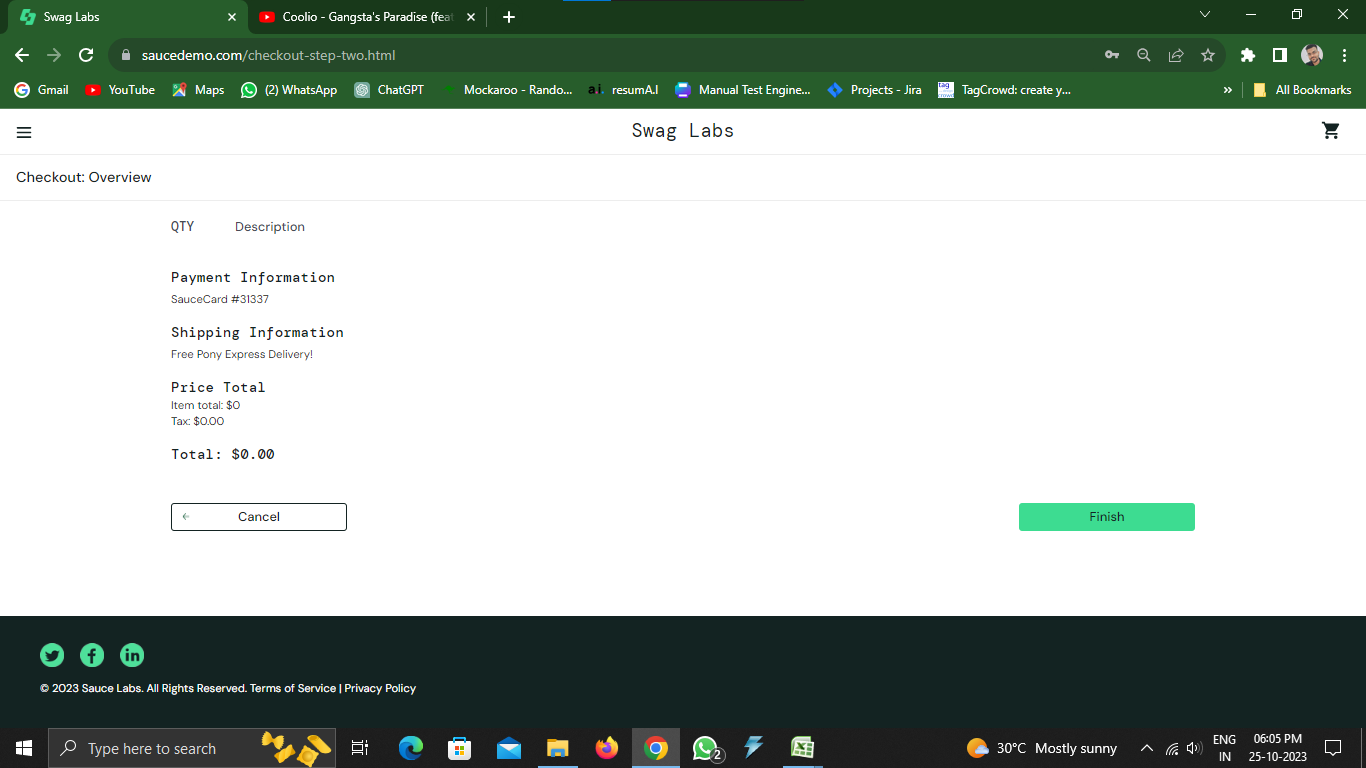 Swag Labs
Coolio - Gangsta's Paradise (feat
saucedemo.com/checkout-step-two.html
Gmail YouTube Maps (2) WhatsApp ChatGPT Mockaroo - Rando... ai. resumA.I Manual Test Engine... Projects - Jira tag crowd TagCrowd: create y... » All Bookmarks
Swag Labs
Checkout: Overview
QTY Description
Payment Information
SauceCard #31337
Shipping Information
Free Pony Express Delivery!
Price Total
Item total: $0
Tax: $0.00
Total: $0.00
Cancel Finish
© 2023 Sauce Labs. All Rights Reserved. Terms of Service | Privacy Policy
Type here to search
2
30°C Mostly sunny
ENG
IN
06:05 PM
25-10-2023